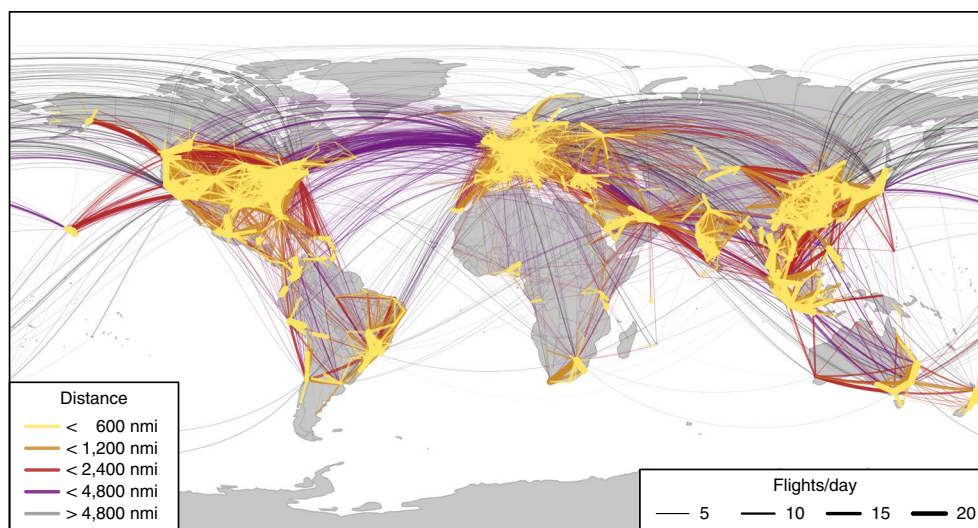 Distance
< 600 nmi
< 1,200 nmi
< 2,400 nmi
< 4,800 nmi
> 4,800 nmi
Flights/day
5 10 15 20